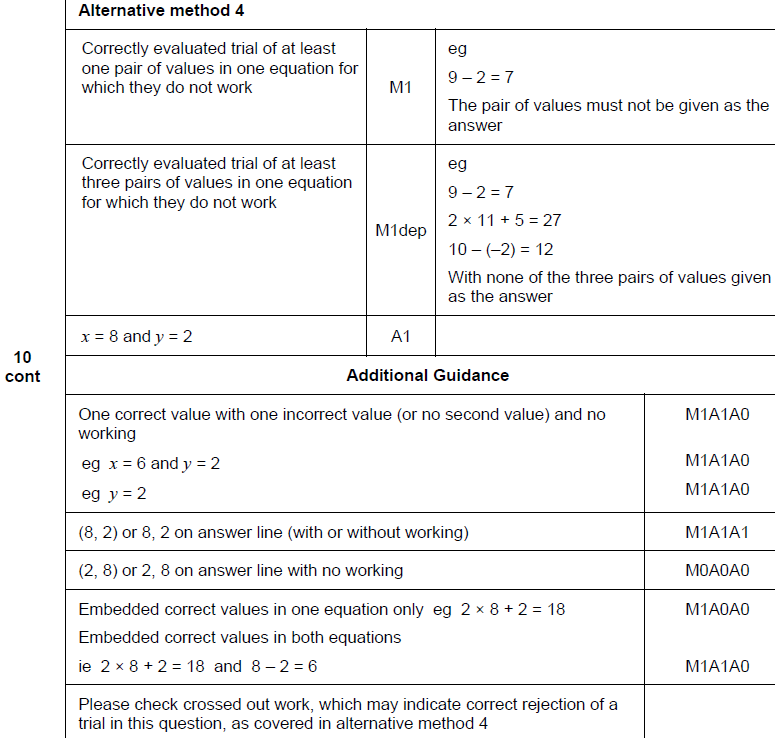 Alternative method 4
Correctly evaluated trial of at least
one pair of values in one equation for
which they do not work
M1
eg
9 – 2 = 7
The pair of values must not be given as the
answer
Correctly evaluated trial of at least
three pairs of values in one equation
for which they do not work
M1dep
eg
9 – 2 = 7
2 × 11 + 5 = 27
10 – (–2) = 12
With none of the three pairs of values given
as the answer
x = 8 and y = 2
A1
10
cont
Additional Guidance
One correct value with one incorrect value (or no second value) and no
working
M1A1A0
eg x = 6 and y = 2
M1A1A0
eg y = 2
M1A1A0
(8, 2) or 8, 2 on answer line (with or without working)
M1A1A1
(2, 8) or 2, 8 on answer line with no working
M0A0A0
Embedded correct values in one equation only eg 2 × 8 + 2 = 18
M1A0A0
Embedded correct values in both equations
ie 2 × 8 + 2 = 18 and 8 – 2 = 6
M1A1A0
Please check crossed out work, which may indicate correct rejection of a
trial in this question, as covered in alternative method 4